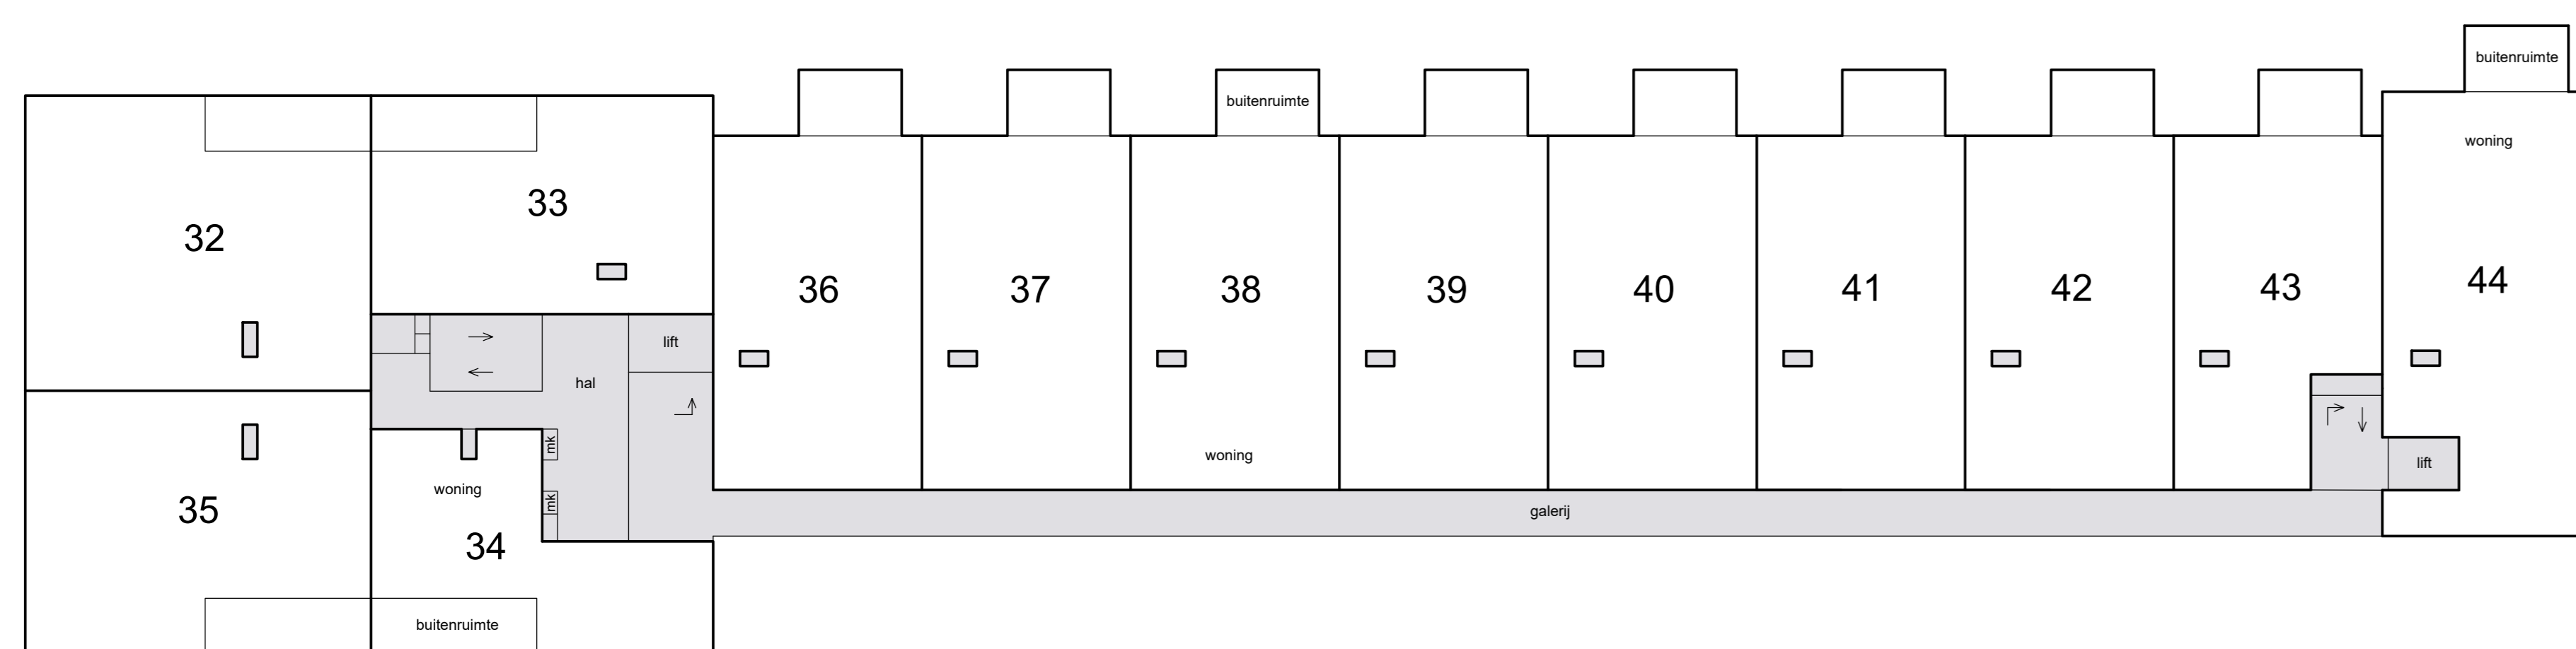 buitenruimte
buitenruimte
woning
33
32
36
37
38
39
40
41
42
43
44
lift
hal
mk
mk
woning
woning
lift
35
galerij
34
buitenruimte